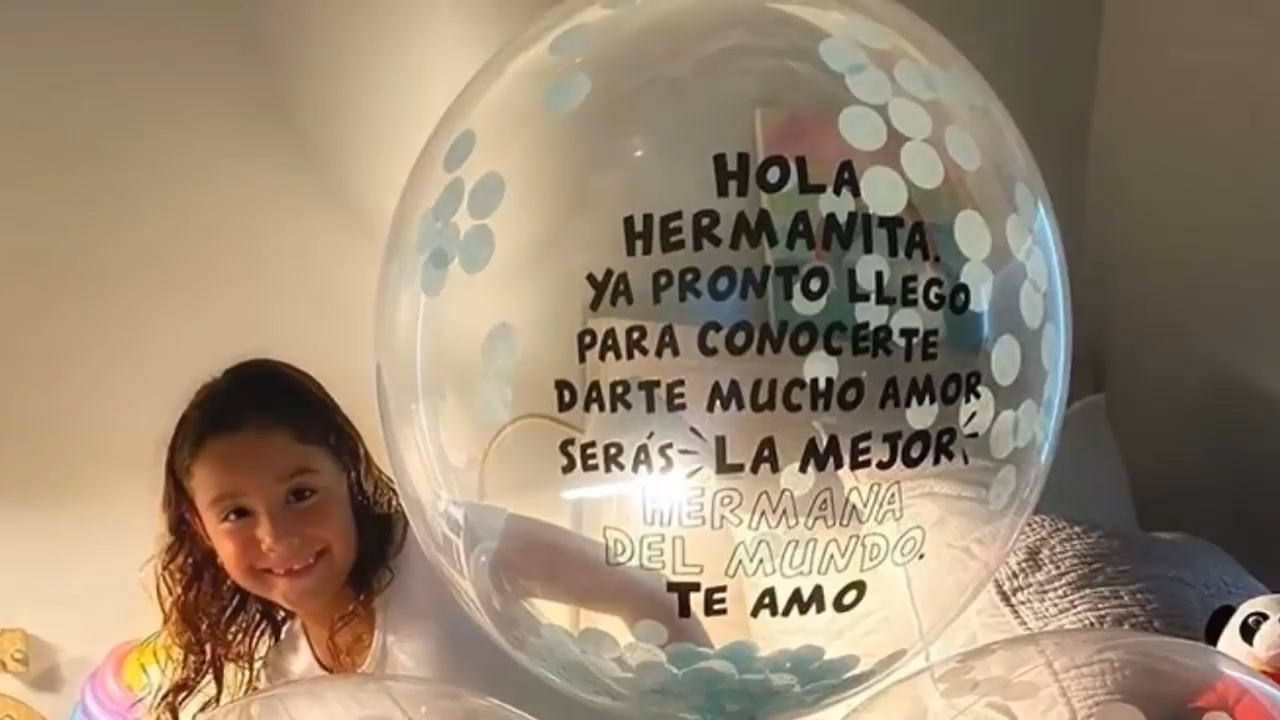 HOLA
HERMANITA.
YA PRONTO LLEGO
PARA CONOCERTE
DARTE MUCHO AMOR
SERÁS LA MEJOR
HERMANA
DEL MUNDO.
TE AMO